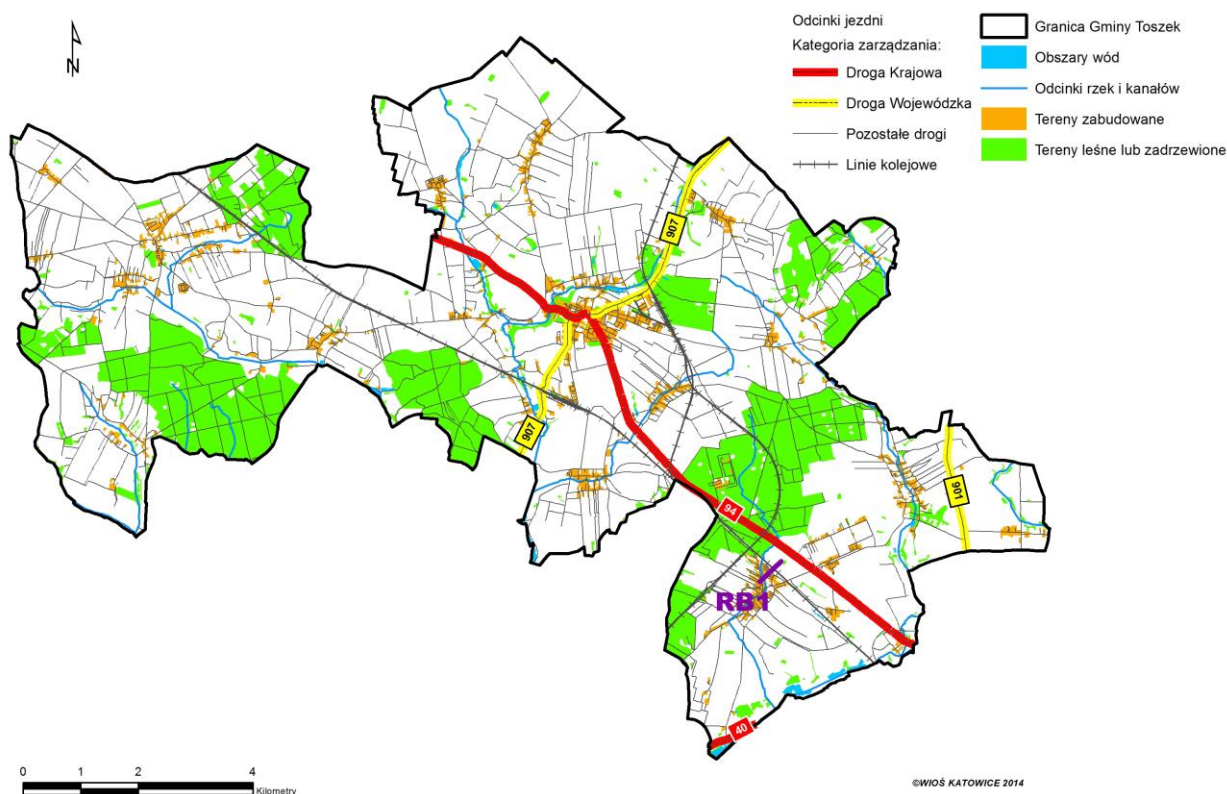 Odcinki jezdni
Kategoria zarządzania:
Droga Krajowa
Droga Wojewódzka
Pozostałe drogi
Linie kolejowe
Granica Gminy Toszek
Obszary wód
Odcinki rzek i kanałów
Tereny zabudowane
Tereny leśne lub zadrzewione
N
907
907
901
94
RB1
40
0 1 2 4
Kilometry
©WIOŚ KATOWICE 2014